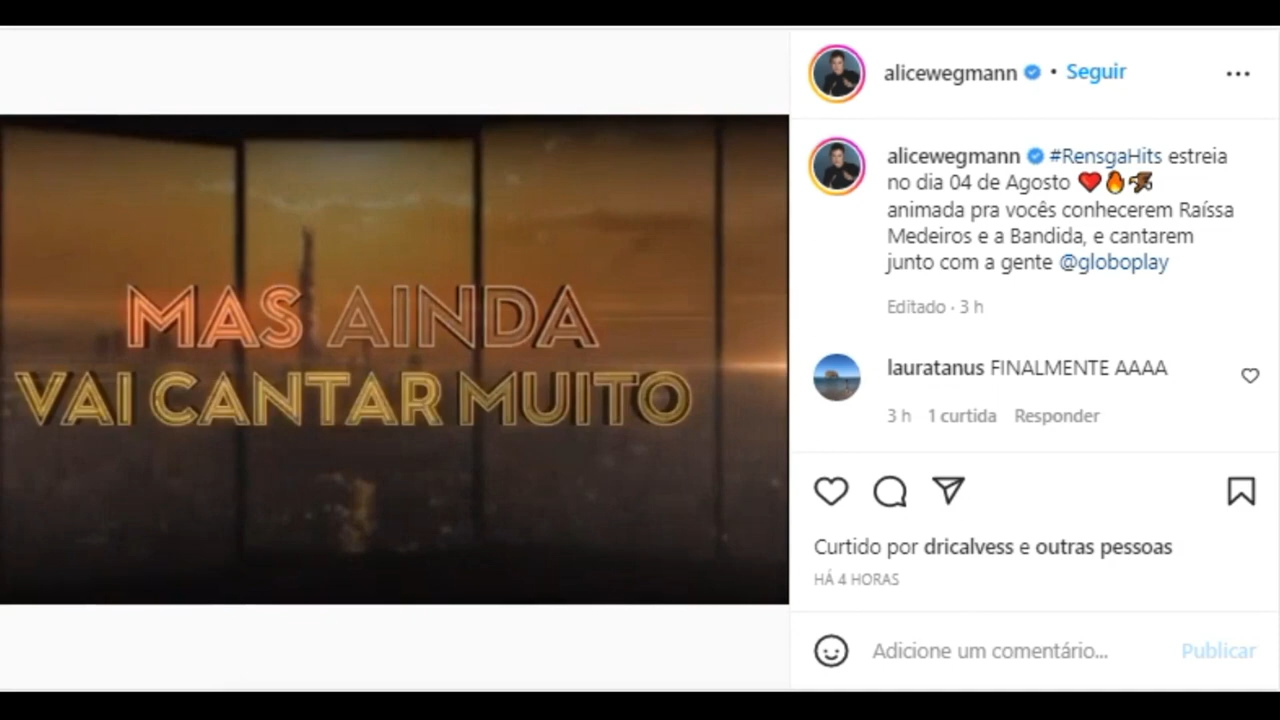 MAS AINDA
VAI CANTAR MUITO
alicewegmann • Seguir
alicewegmann #RensgaHits estreia
no dia 04 de Agosto ❤️🔥💸
animada pra vocês conhecerem Raíssa
Medeiros e a Bandida, e cantarem
junto com a gente @globoplay
Editado · 3 h
lauratanus FINALMENTE AAAA
3 h 1 curtida Responder
Curtido por dricalvess e outras pessoas
HÁ 4 HORAS
Adicione um comentário... Publicar